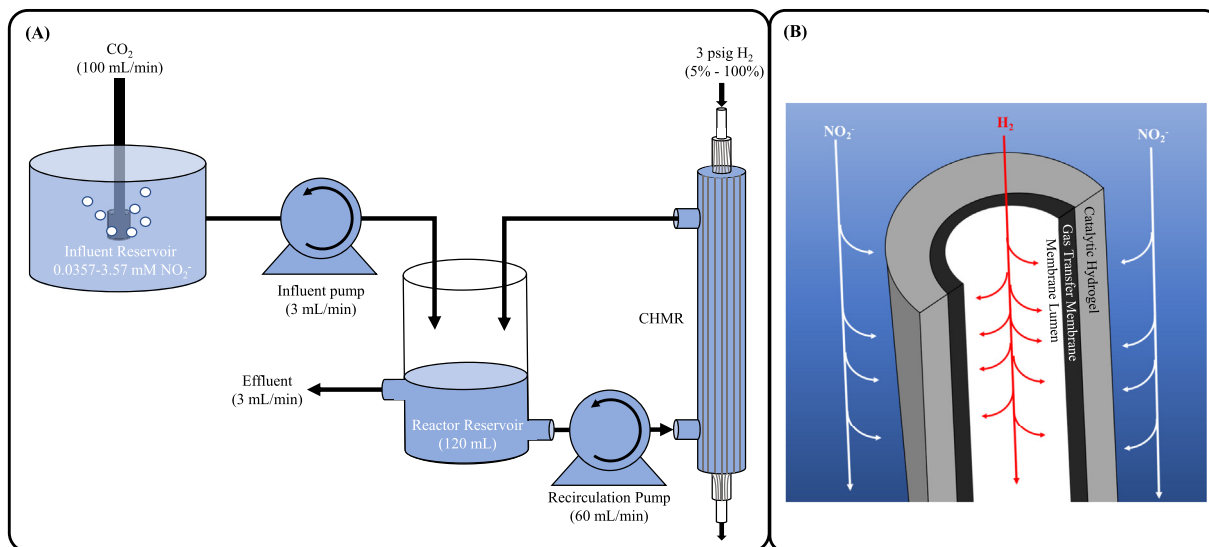 (A)
CO₂
(100 mL/min)
Influent Reservoir
0.0357-3.57 mM NO₂⁻
Influent pump
(3 mL/min)
3 psig H₂
(5% - 100%)
CHMR
Effluent
(3 mL/min)
Reactor Reservoir
(120 mL)
Recirculation Pump
(60 mL/min)
(B)
NO₂⁻
H₂
NO₂⁻
Catalytic Hydrogel
Gas Transfer Membrane
Membrane Lumen